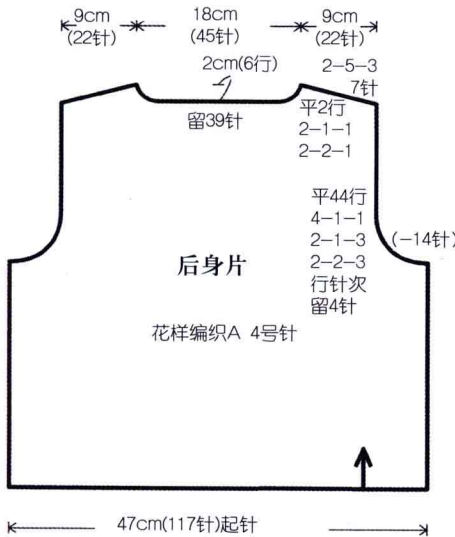 9cm 18cm 9cm
(22针) (45针) (22针)
2cm(6行)
2-5-3
7针
留39针
平2行
2-1-1
2-2-1
平44行
4-1-1
2-1-3
2-2-3
行针次
留4针
(-14针)
后身片
花样编织A 4号针
47cm(117针)起针